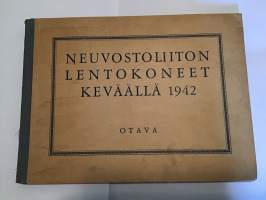 NEUVOSTOLIITON
LENTOKONEET
KEVÄÄLLÄ 1942
OTAVA